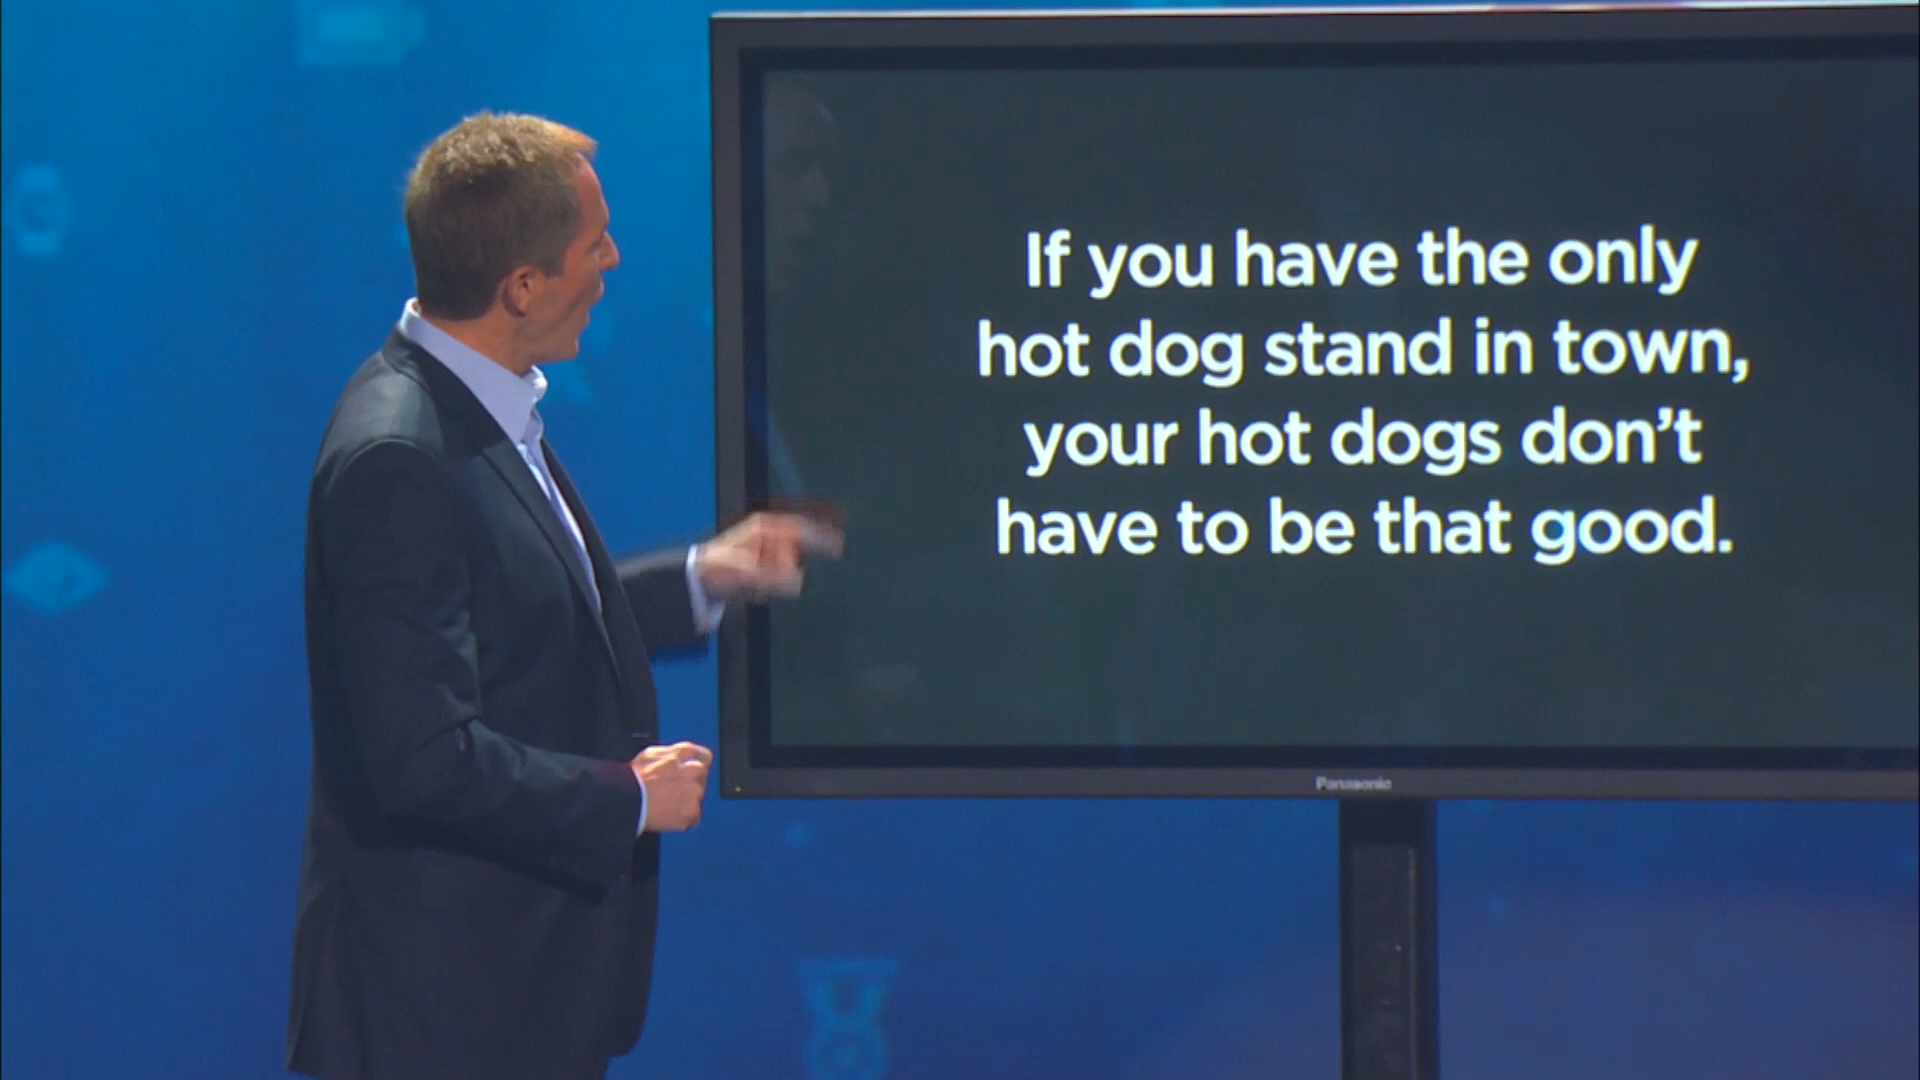 If you have the only
hot dog stand in town,
your hot dogs don’t
have to be that good.
Panasonic